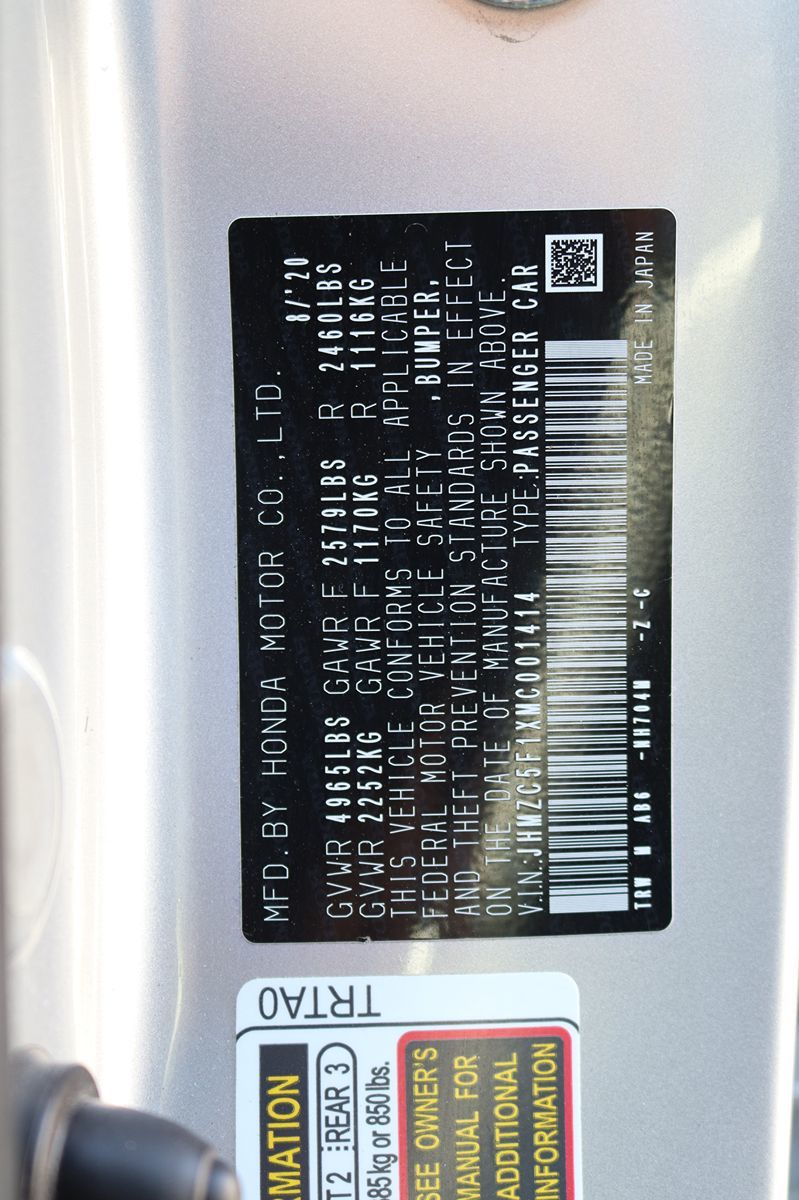 MFD. BY HONDA MOTOR CO., LTD.
8/'20
GVWR 4965LBS GAWR F 2579LBS R 2460LBS
GVWR 2252KG GAWR F 1170KG R 1116KG
THIS VEHICLE CONFORMS TO ALL APPLICABLE
FEDERAL MOTOR VEHICLE SAFETY ,BUMPER,
AND THEFT PREVENTION STANDARDS IN EFFECT
ON THE DATE OF MANUFACTURE SHOWN ABOVE.
V.I.N:JHMZC5F1XMC001414 TYPE:PASSENGER CAR
TRW M AB6 -NH704M -Z-C MADE IN JAPAN
TRTA0
MATION
T2 REAR 3
85 kg or 850 lbs.
SEE OWNER'S
MANUAL FOR
ADDITIONAL
INFORMATION